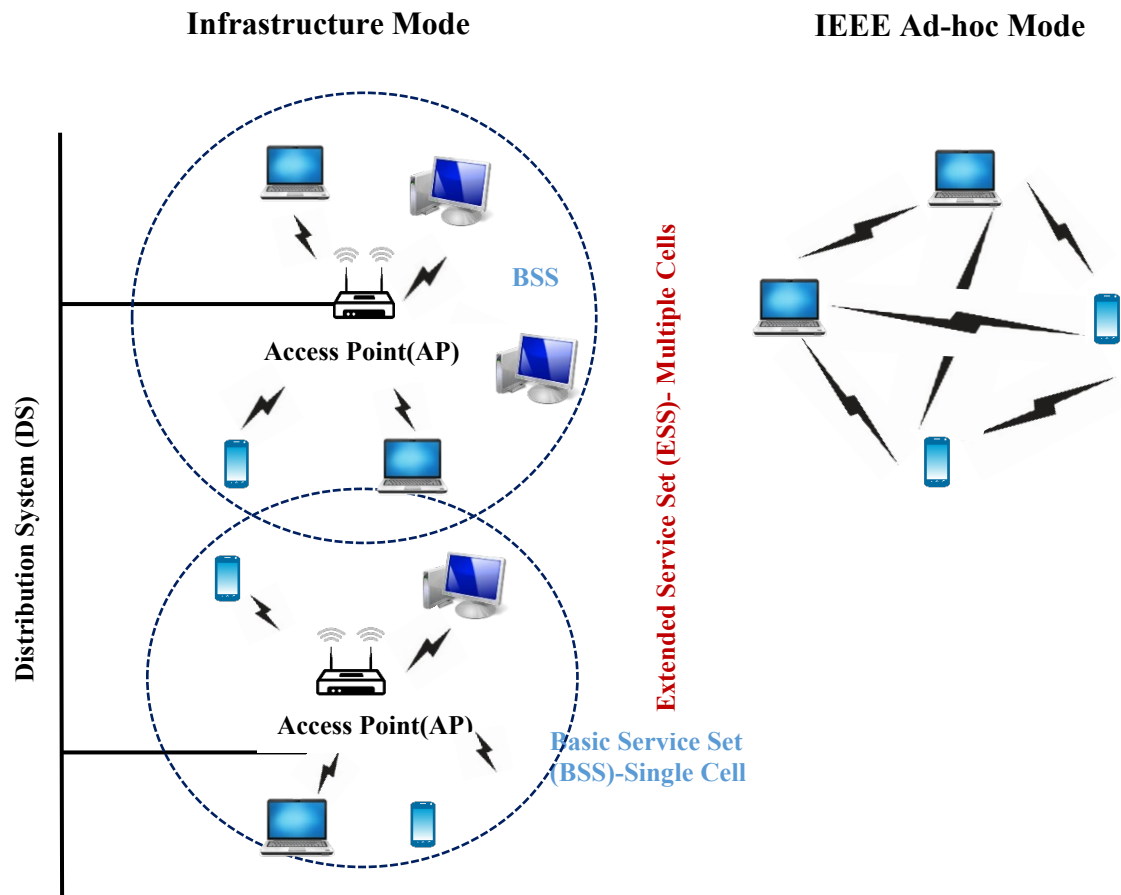 Infrastructure Mode
IEEE Ad-hoc Mode
BSS
Access Point(AP)
Distribution System (DS)
Extended Service Set (ESS)- Multiple Cells
Access Point(AP)
Basic Service Set
(BSS)-Single Cell